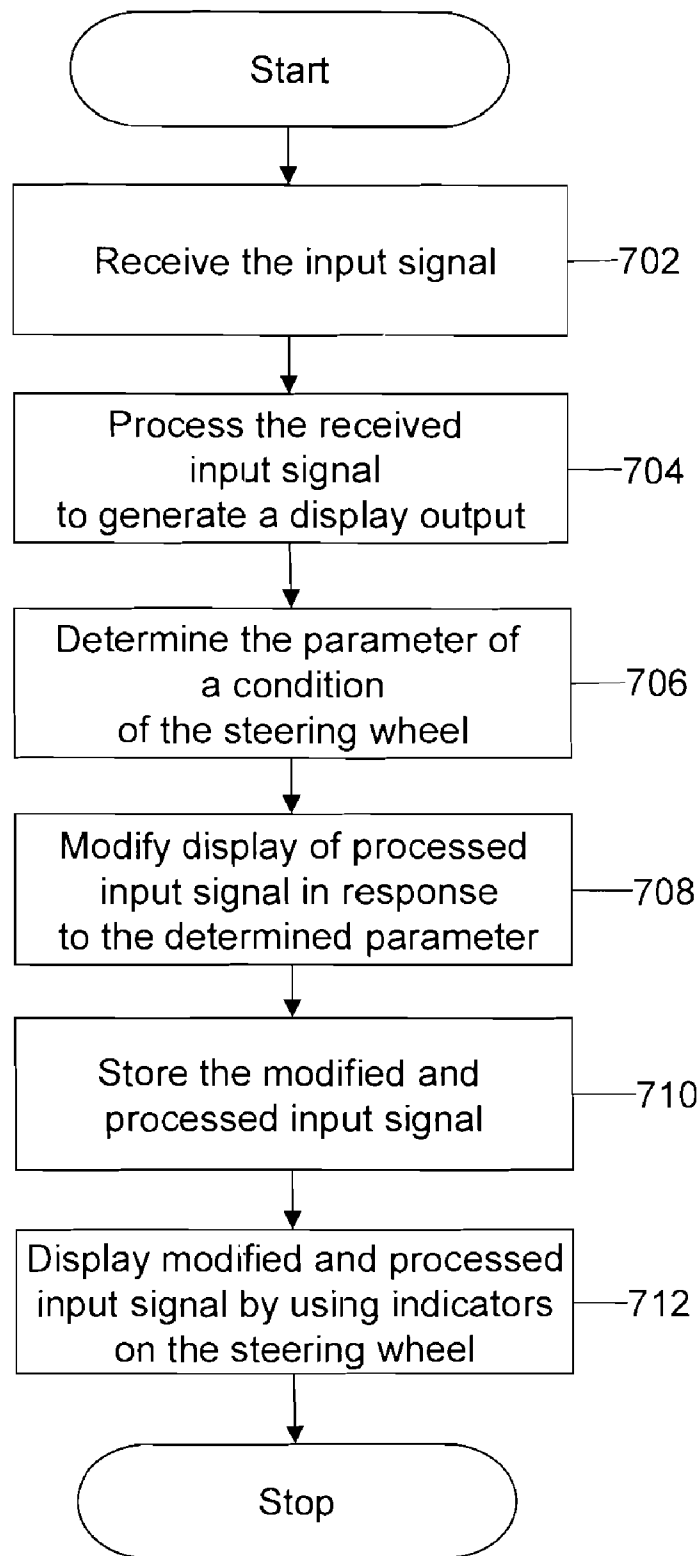 Start
Receive the input signal
702
Process the received
input signal
to generate a display output
704
Determine the parameter of
a condition
of the steering wheel
706
Modify display of processed
input signal in response
to the determined parameter
708
Store the modified and
processed input signal
710
Display modified and processed
input signal by using indicators
on the steering wheel
712
Stop